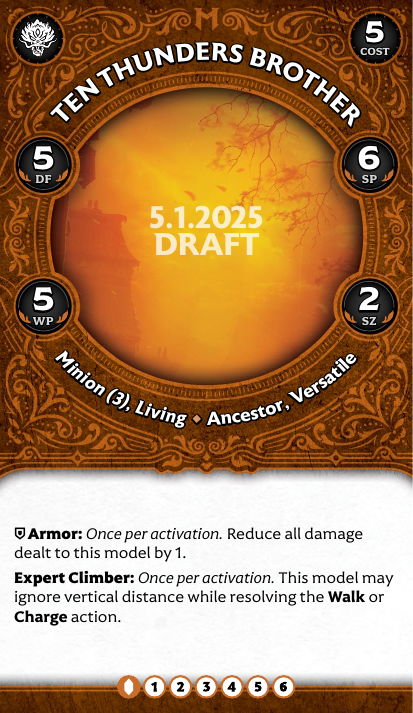 5
COST
TEN THUNDERS BROTHER
5
DF
6
SP
5.1.2025
DRAFT
5
WP
2
SZ
Minion (3), Living ◆ Ancestor, Versatile
Armor: Once per activation. Reduce all damage
dealt to this model by 1.
Expert Climber: Once per activation. This model may
ignore vertical distance while resolving the Walk or
Charge action.
1 2 3 4 5 6